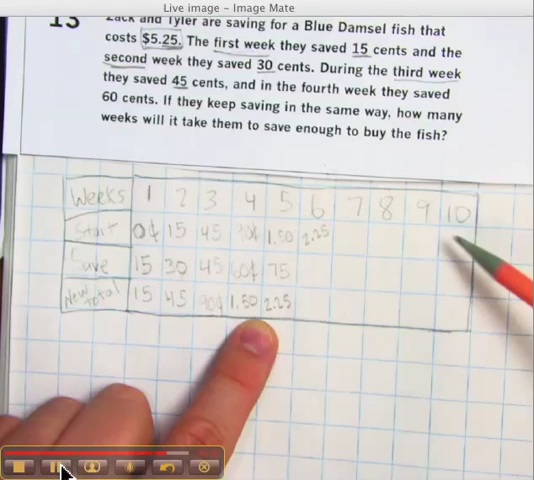 Live image - Image Mate
13 Zack and Tyler are saving for a Blue Damsel fish that
costs $5.25. The first week they saved 15 cents and the
second week they saved 30 cents. During the third week
they saved 45 cents, and in the fourth week they saved
60 cents. If they keep saving in the same way, how many
weeks will it take them to save enough to buy the fish?
Weeks 1 2 3 4 5 6 7 8 9 10
Start 0¢ 15 45 90¢ 1.50 2.25
Save 15 30 45 60¢ 75
New total 15 45 90¢ 1.50 2.25